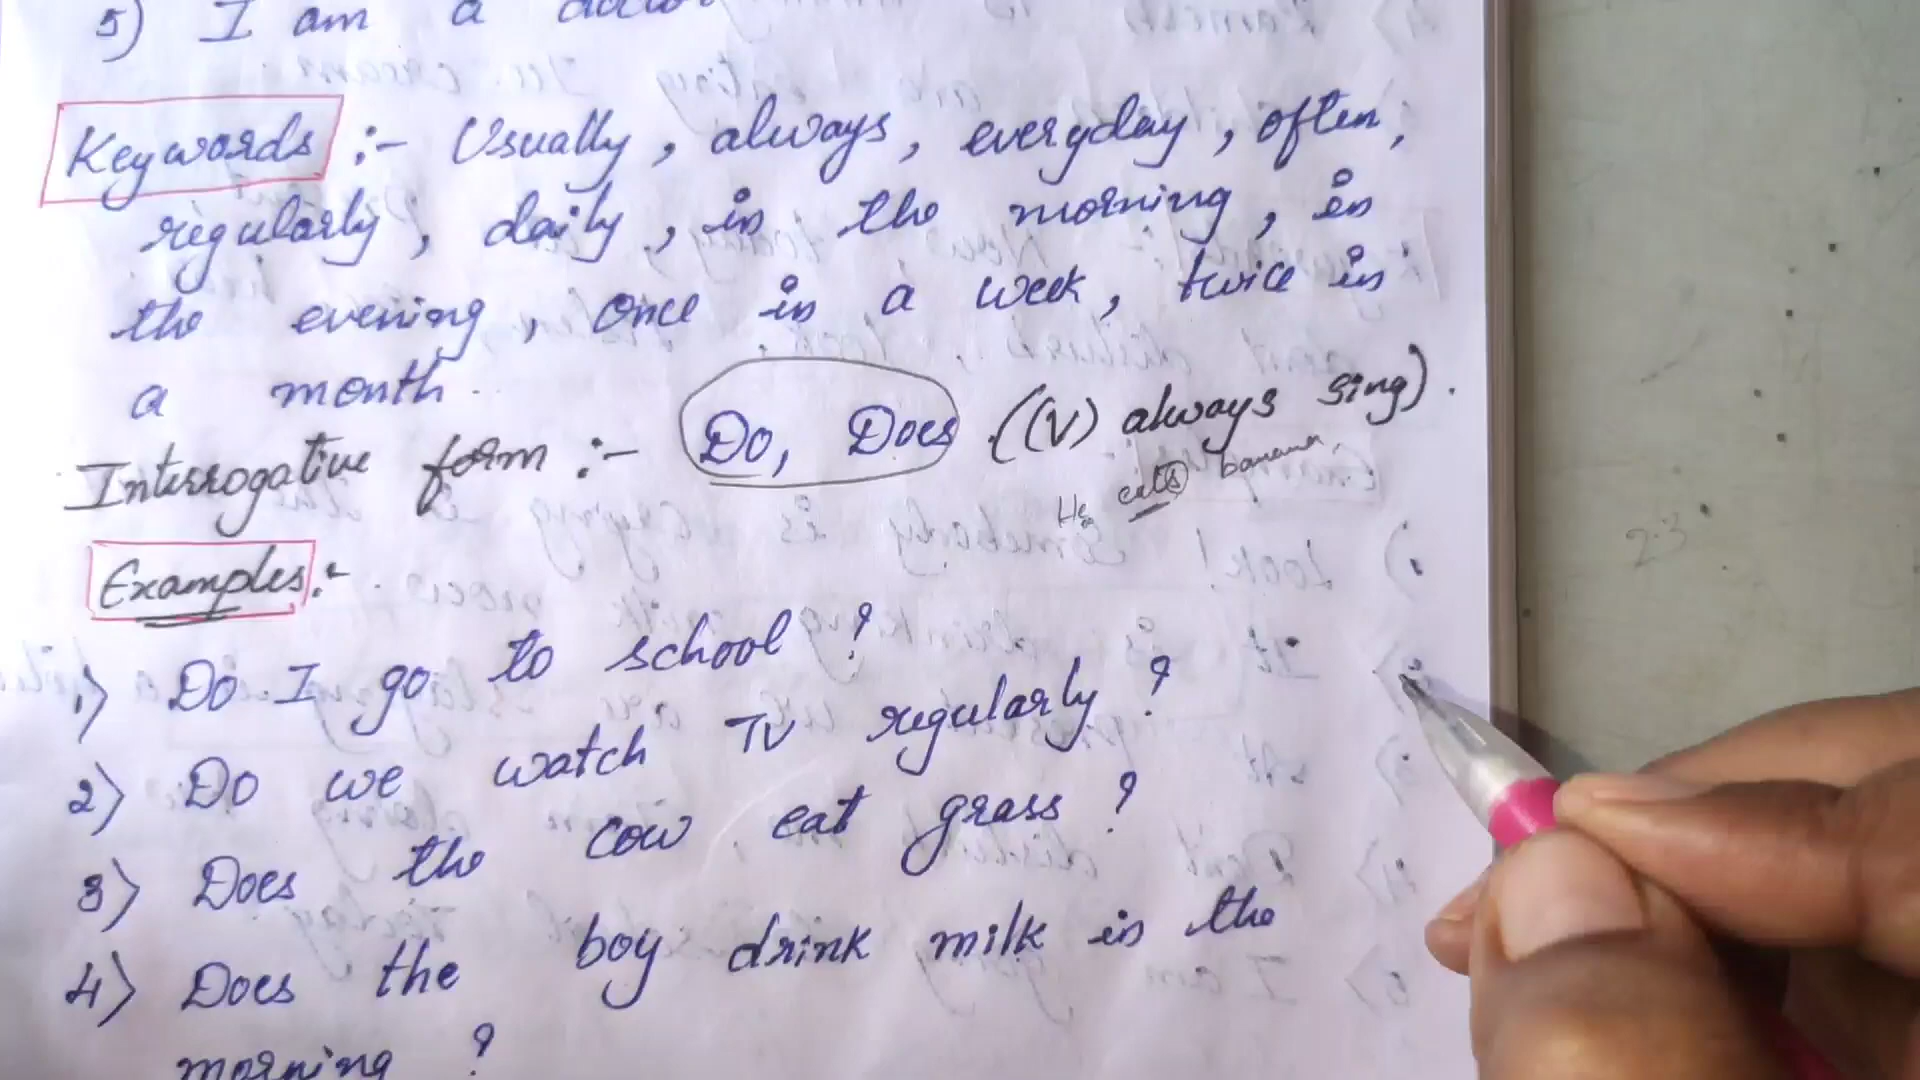 5) I am a doctor
Keywords :- Usually, always, everyday, often,
regularly, daily, in the morning, in
the evening, once in a week, twice in
a month.
Interrogative form :- Do, Does ((V) always sing).
He eats banana
Examples :-
1) Do I go to school?
2) Do we watch TV regularly?
3) Does the cow eat grass?
4) Does the boy drink milk in the
morning?